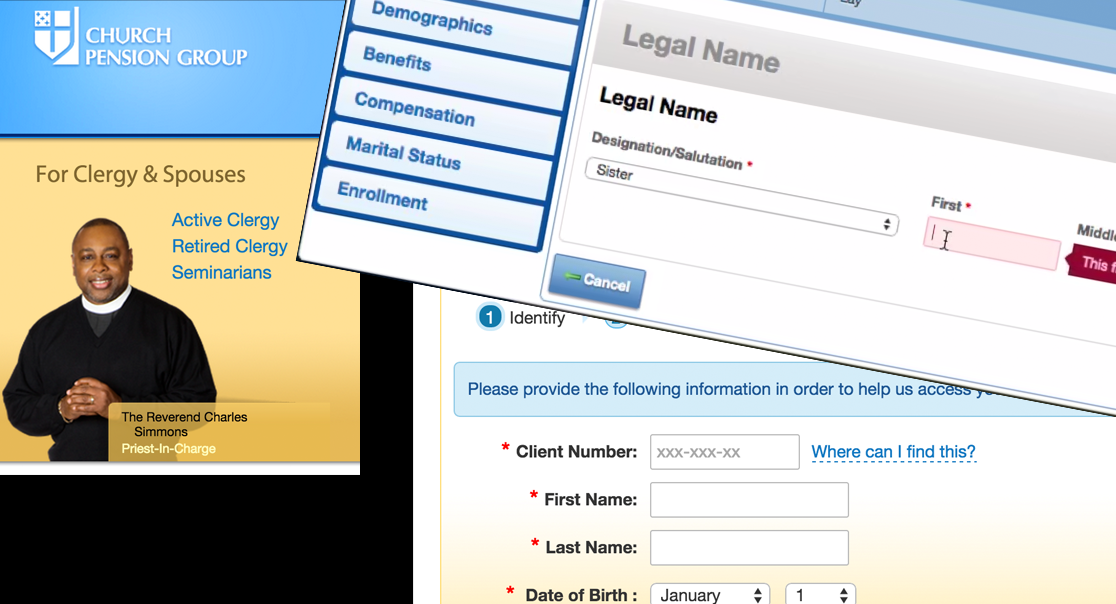 CHURCH
PENSION GROUP
For Clergy & Spouses
Active Clergy
Retired Clergy
Seminarians
The Reverend Charles
Simmons
Priest-In-Charge
Demographics
Benefits
Compensation
Marital Status
Enrollment
Legal Name
Legal Name
Designation/Salutation *
Sister
First *
This
Cancel
1 Identify
Please provide the following information in order to help us access
* Client Number: xxx-xxx-xx Where can I find this?
* First Name:
* Last Name:
* Date of Birth : January 1